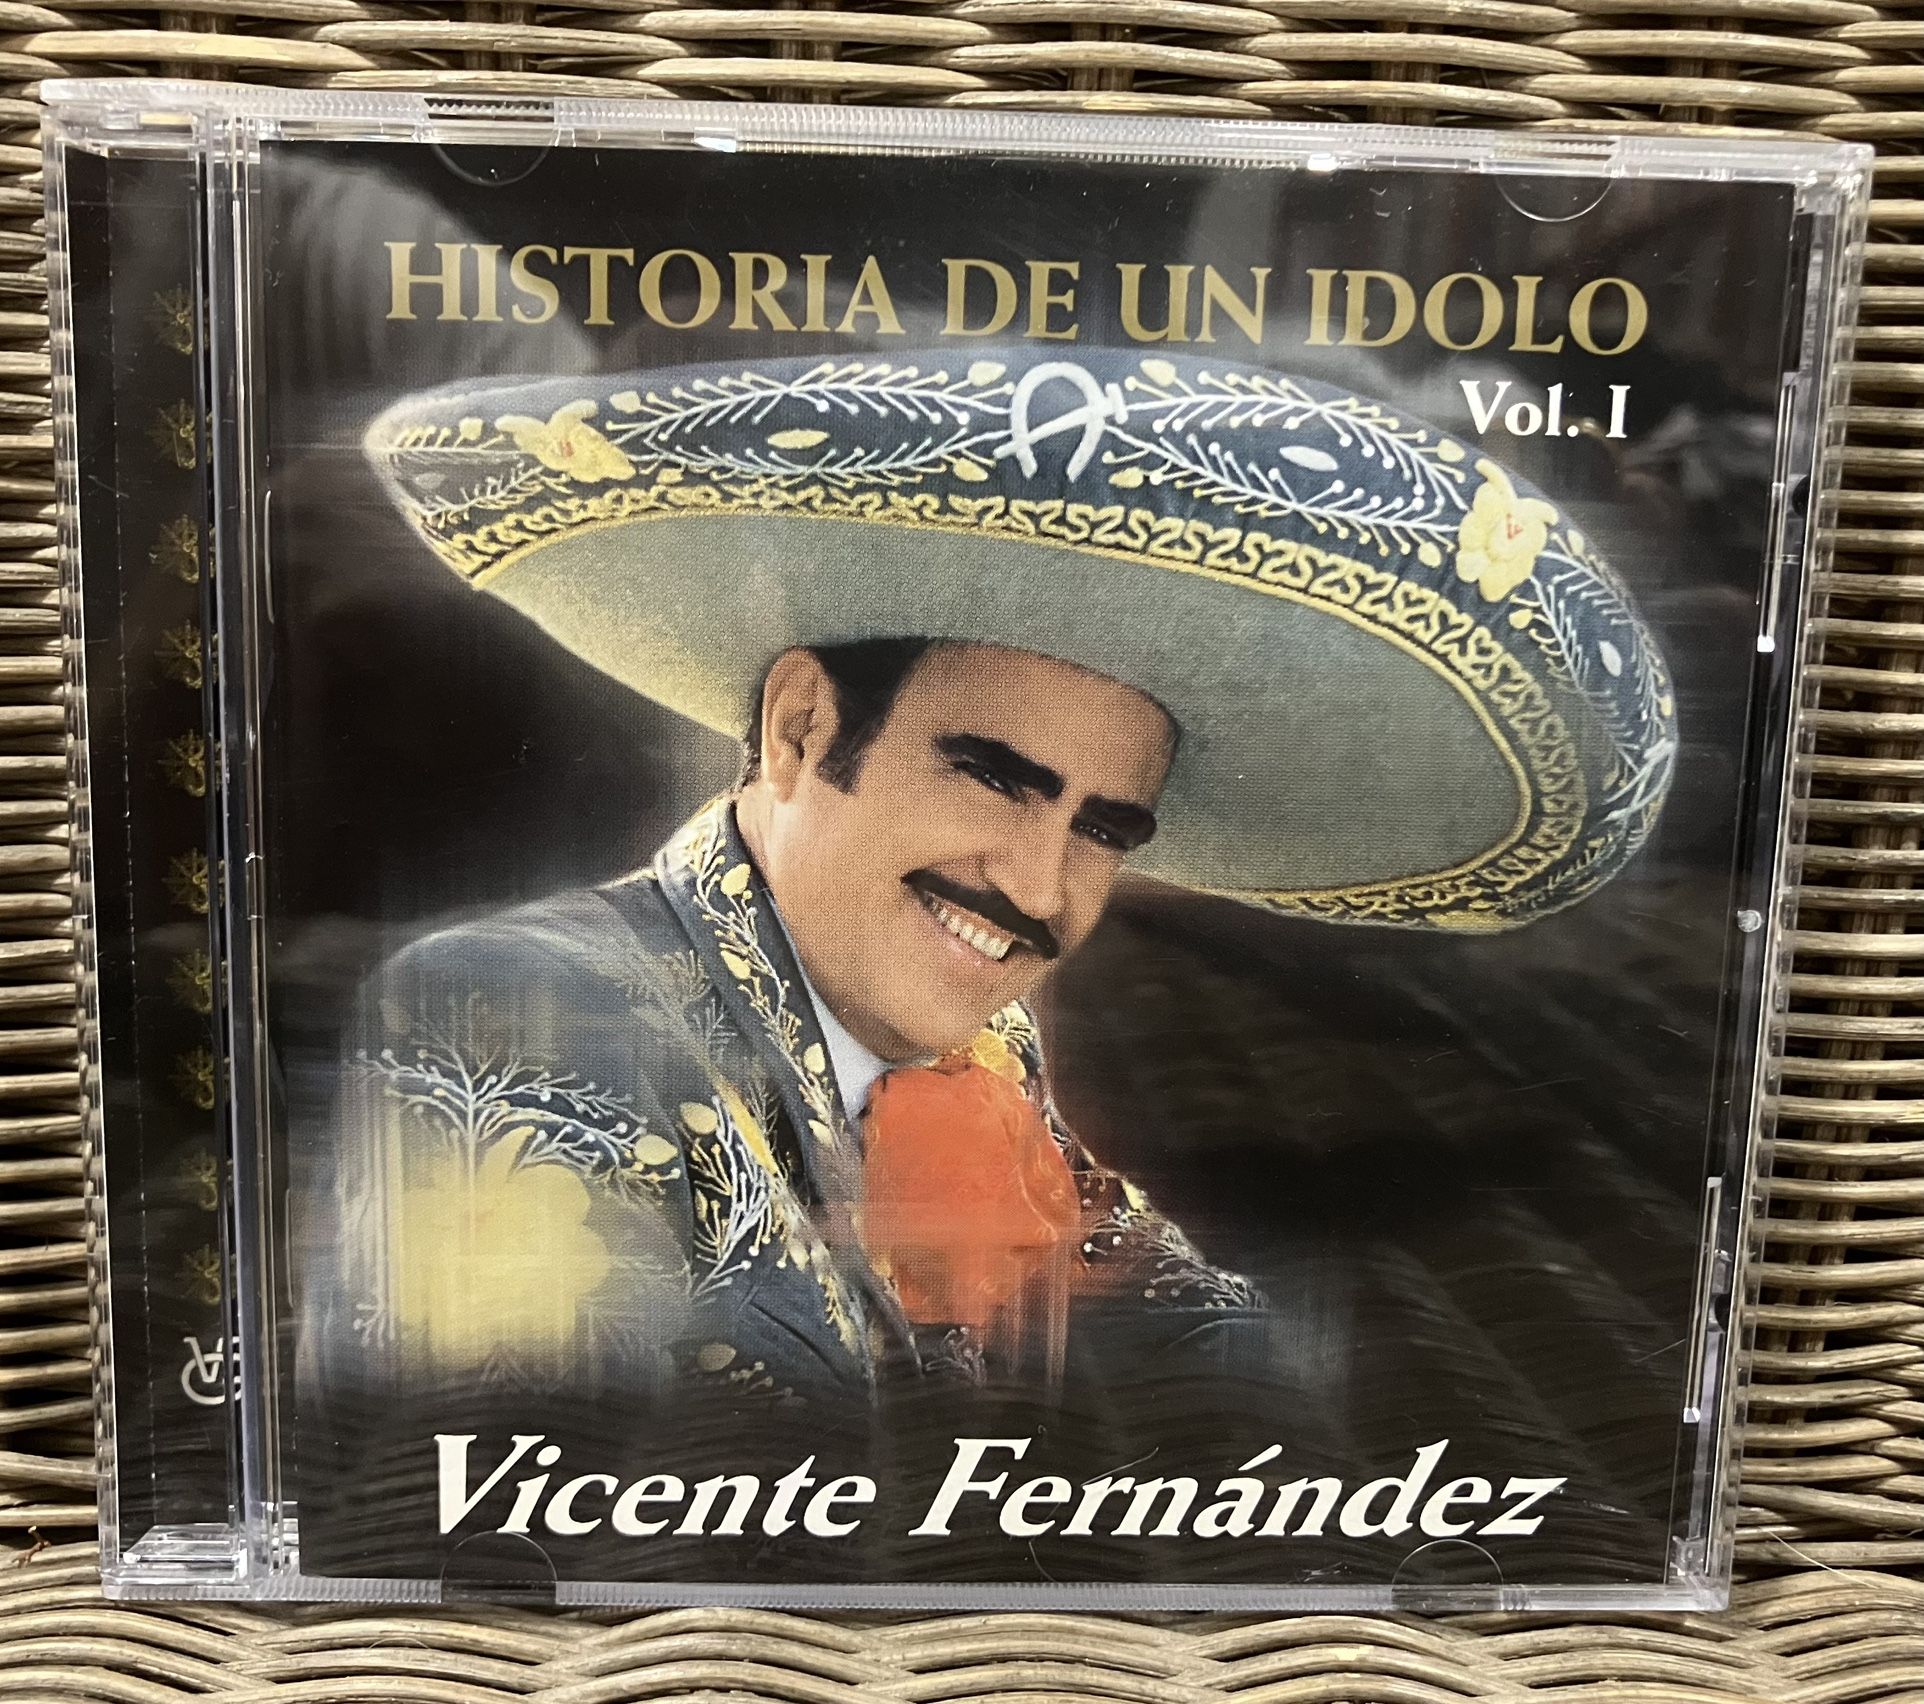 HISTORIA DE UN IDOLO
Vol. I
Vicente Fernández